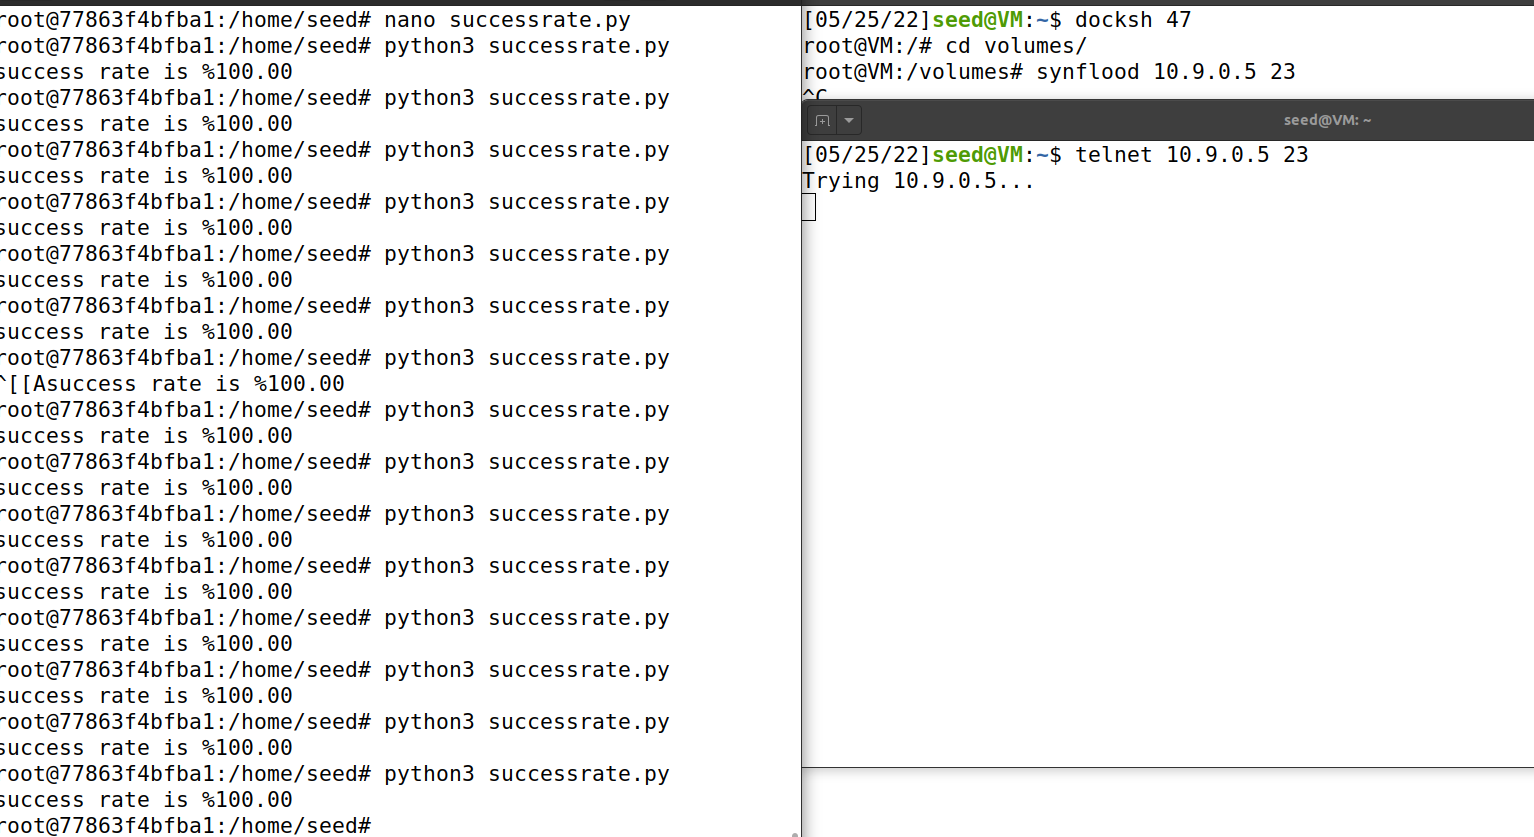 root@77863f4bfba1:/home/seed# nano successrate.py
root@77863f4bfba1:/home/seed# python3 successrate.py
success rate is %100.00
root@77863f4bfba1:/home/seed# python3 successrate.py
success rate is %100.00
root@77863f4bfba1:/home/seed# python3 successrate.py
success rate is %100.00
root@77863f4bfba1:/home/seed# python3 successrate.py
success rate is %100.00
root@77863f4bfba1:/home/seed# python3 successrate.py
success rate is %100.00
root@77863f4bfba1:/home/seed# python3 successrate.py
success rate is %100.00
root@77863f4bfba1:/home/seed# python3 successrate.py
^[[Asuccess rate is %100.00
root@77863f4bfba1:/home/seed# python3 successrate.py
success rate is %100.00
root@77863f4bfba1:/home/seed# python3 successrate.py
success rate is %100.00
root@77863f4bfba1:/home/seed# python3 successrate.py
success rate is %100.00
root@77863f4bfba1:/home/seed# python3 successrate.py
success rate is %100.00
root@77863f4bfba1:/home/seed# python3 successrate.py
success rate is %100.00
root@77863f4bfba1:/home/seed# python3 successrate.py
success rate is %100.00
root@77863f4bfba1:/home/seed# python3 successrate.py
success rate is %100.00
root@77863f4bfba1:/home/seed# python3 successrate.py
success rate is %100.00
root@77863f4bfba1:/home/seed#
[05/25/22]seed@VM:~$ docksh 47
root@VM:/# cd volumes/
root@VM:/volumes# synflood 10.9.0.5 23
^C
seed@VM: ~
[05/25/22]seed@VM:~$ telnet 10.9.0.5 23
Trying 10.9.0.5...